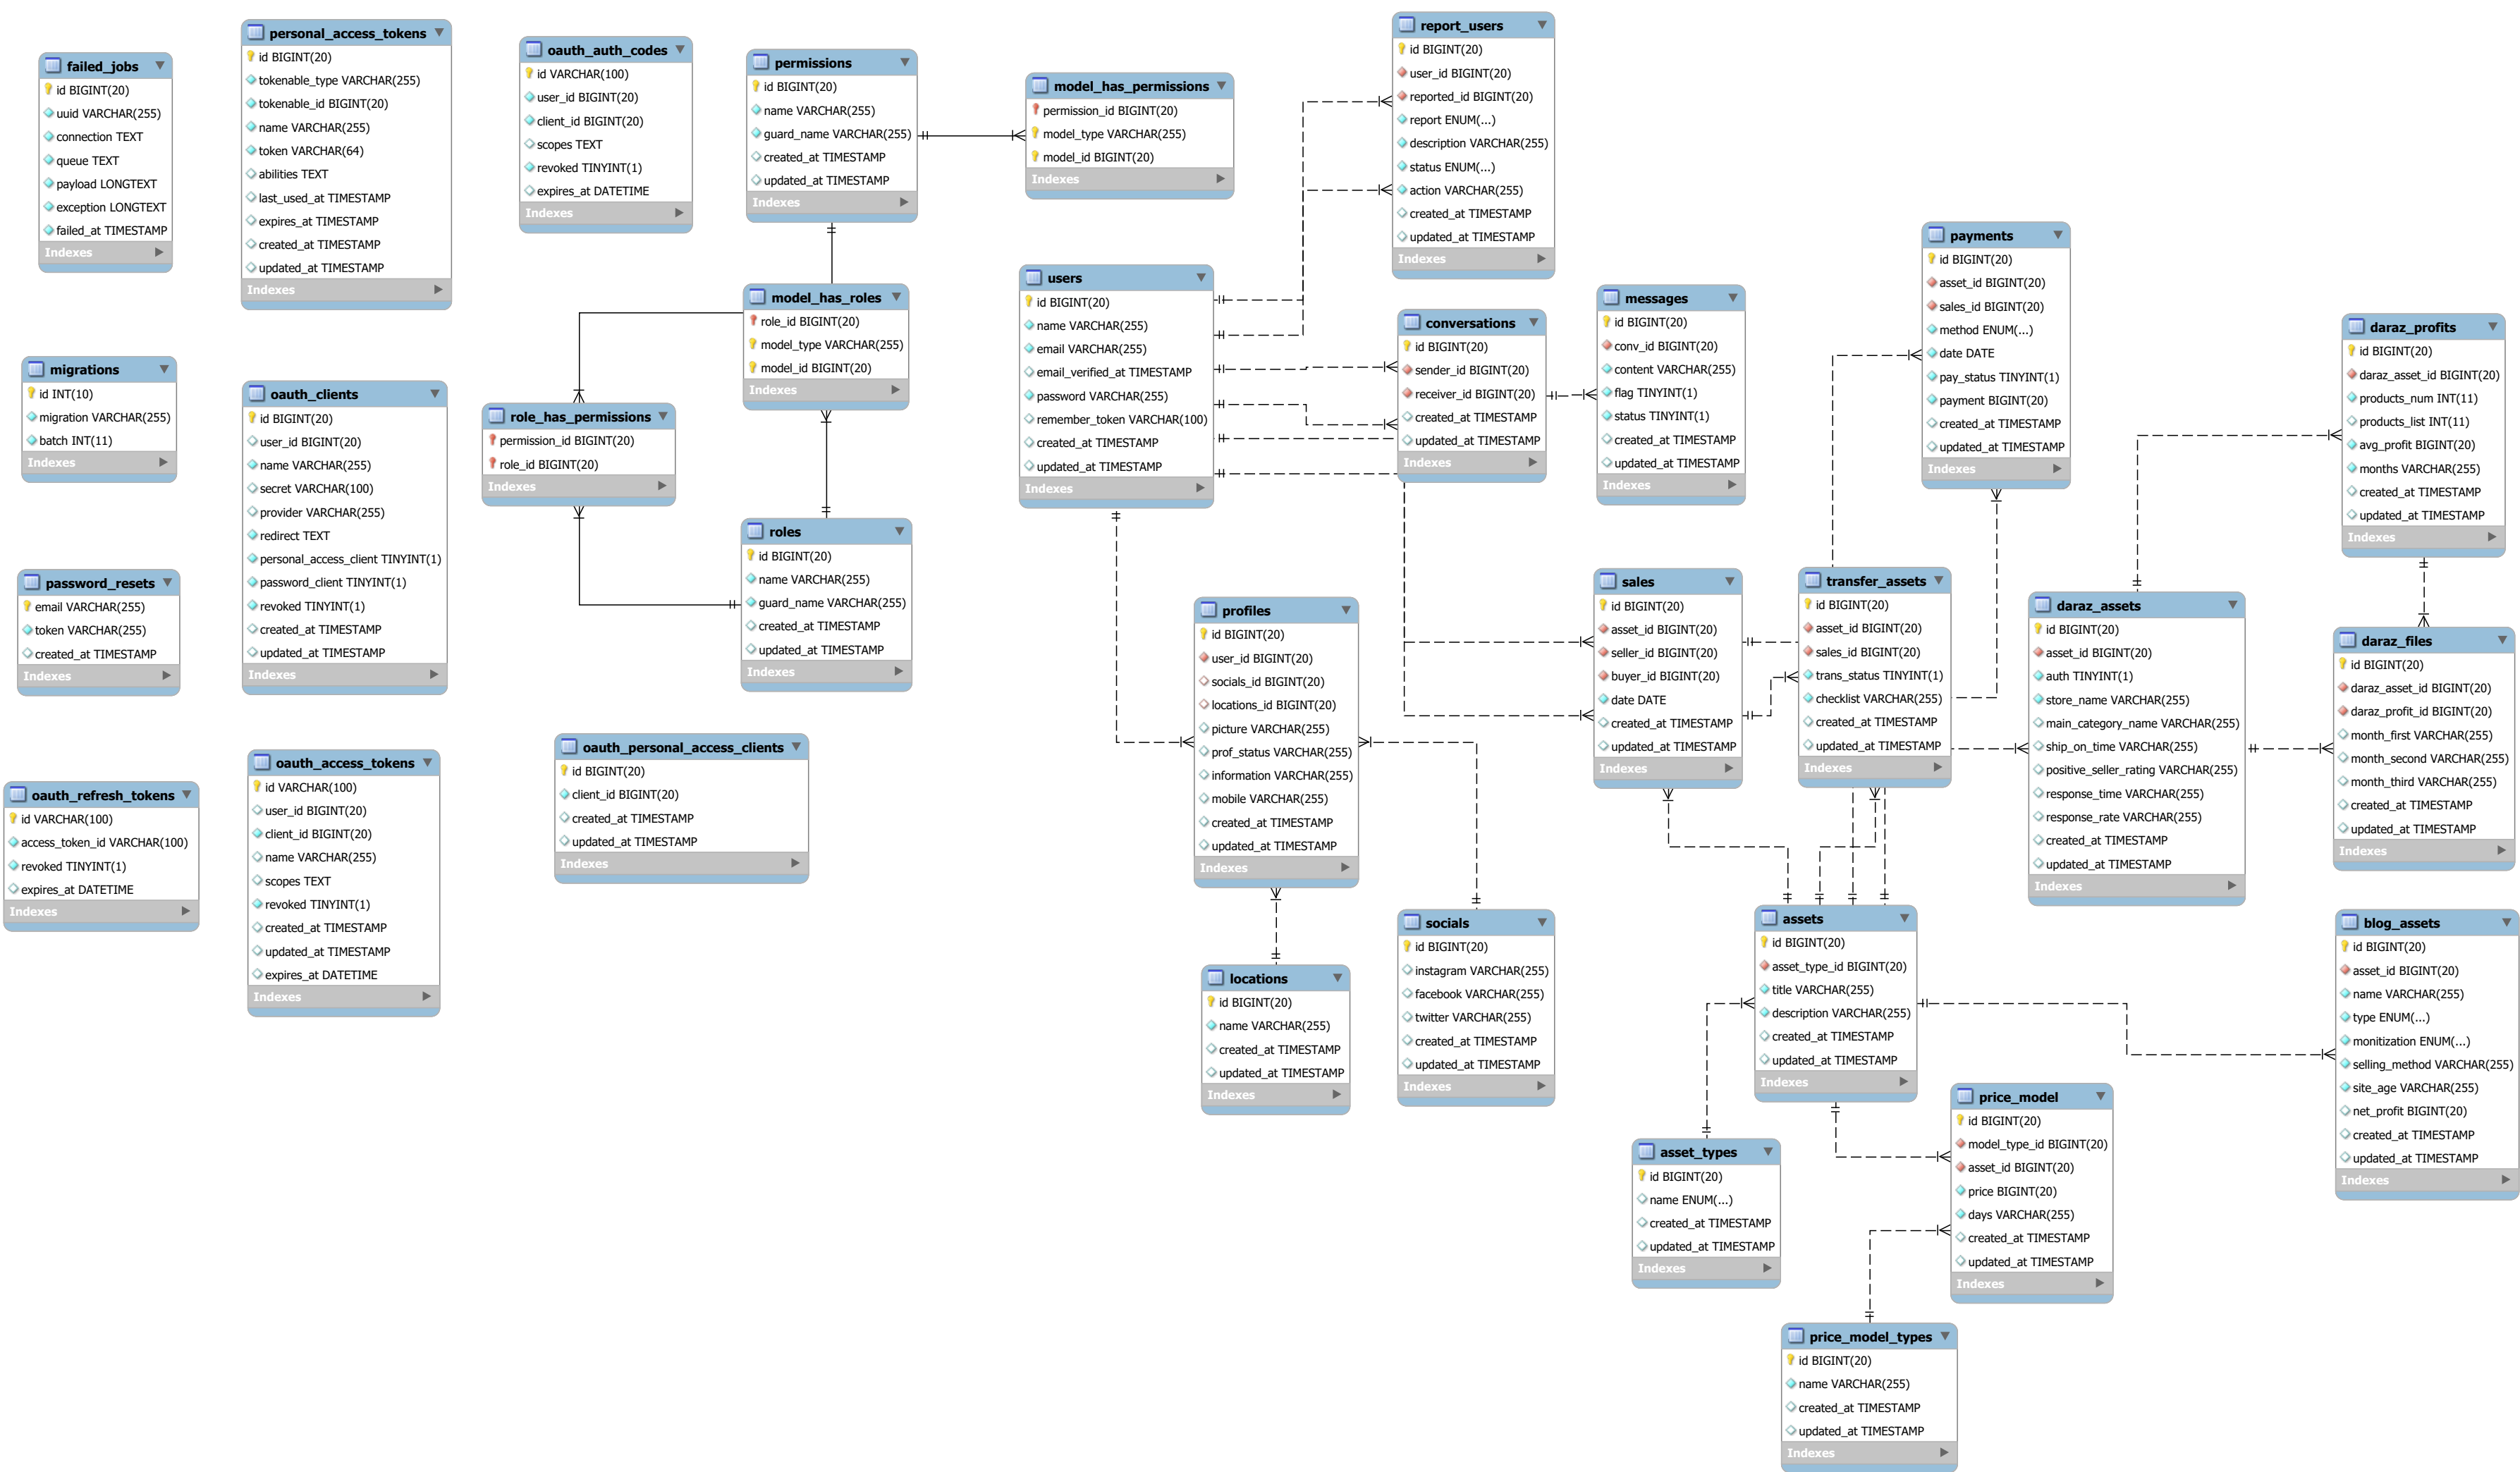 failed_jobs
id BIGINT(20)
uuid VARCHAR(255)
connection TEXT
queue TEXT
payload LONGTEXT
exception LONGTEXT
failed_at TIMESTAMP
Indexes
personal_access_tokens
id BIGINT(20)
tokenable_type VARCHAR(255)
tokenable_id BIGINT(20)
name VARCHAR(255)
token VARCHAR(64)
abilities TEXT
last_used_at TIMESTAMP
expires_at TIMESTAMP
created_at TIMESTAMP
updated_at TIMESTAMP
Indexes
oauth_auth_codes
id VARCHAR(100)
user_id BIGINT(20)
client_id BIGINT(20)
scopes TEXT
revoked TINYINT(1)
expires_at DATETIME
Indexes
permissions
id BIGINT(20)
name VARCHAR(255)
guard_name VARCHAR(255)
created_at TIMESTAMP
updated_at TIMESTAMP
Indexes
model_has_permissions
permission_id BIGINT(20)
model_type VARCHAR(255)
model_id BIGINT(20)
Indexes
report_users
id BIGINT(20)
user_id BIGINT(20)
reported_id BIGINT(20)
report ENUM(...)
description VARCHAR(255)
status ENUM(...)
action VARCHAR(255)
created_at TIMESTAMP
updated_at TIMESTAMP
Indexes
payments
id BIGINT(20)
asset_id BIGINT(20)
sales_id BIGINT(20)
method ENUM(...)
date DATE
pay_status TINYINT(1)
payment BIGINT(20)
created_at TIMESTAMP
updated_at TIMESTAMP
Indexes
users
id BIGINT(20)
name VARCHAR(255)
email VARCHAR(255)
email_verified_at TIMESTAMP
password VARCHAR(255)
remember_token VARCHAR(100)
created_at TIMESTAMP
updated_at TIMESTAMP
Indexes
model_has_roles
role_id BIGINT(20)
model_type VARCHAR(255)
model_id BIGINT(20)
Indexes
conversations
id BIGINT(20)
sender_id BIGINT(20)
receiver_id BIGINT(20)
created_at TIMESTAMP
updated_at TIMESTAMP
Indexes
messages
id BIGINT(20)
conv_id BIGINT(20)
content VARCHAR(255)
flag TINYINT(1)
status TINYINT(1)
created_at TIMESTAMP
updated_at TIMESTAMP
Indexes
daraz_profits
id BIGINT(20)
daraz_asset_id BIGINT(20)
products_num INT(11)
products_list INT(11)
avg_profit BIGINT(20)
months VARCHAR(255)
created_at TIMESTAMP
updated_at TIMESTAMP
Indexes
migrations
id INT(10)
migration VARCHAR(255)
batch INT(11)
Indexes
oauth_clients
id BIGINT(20)
user_id BIGINT(20)
name VARCHAR(255)
secret VARCHAR(100)
provider VARCHAR(255)
redirect TEXT
personal_access_client TINYINT(1)
password_client TINYINT(1)
revoked TINYINT(1)
created_at TIMESTAMP
updated_at TIMESTAMP
Indexes
role_has_permissions
permission_id BIGINT(20)
role_id BIGINT(20)
Indexes
roles
id BIGINT(20)
name VARCHAR(255)
guard_name VARCHAR(255)
created_at TIMESTAMP
updated_at TIMESTAMP
Indexes
password_resets
email VARCHAR(255)
token VARCHAR(255)
created_at TIMESTAMP
Indexes
profiles
id BIGINT(20)
user_id BIGINT(20)
socials_id BIGINT(20)
locations_id BIGINT(20)
picture VARCHAR(255)
prof_status VARCHAR(255)
information VARCHAR(255)
mobile VARCHAR(255)
created_at TIMESTAMP
updated_at TIMESTAMP
Indexes
sales
id BIGINT(20)
asset_id BIGINT(20)
seller_id BIGINT(20)
buyer_id BIGINT(20)
date DATE
created_at TIMESTAMP
updated_at TIMESTAMP
Indexes
transfer_assets
id BIGINT(20)
asset_id BIGINT(20)
sales_id BIGINT(20)
trans_status TINYINT(1)
checklist VARCHAR(255)
created_at TIMESTAMP
updated_at TIMESTAMP
Indexes
daraz_assets
id BIGINT(20)
asset_id BIGINT(20)
auth TINYINT(1)
store_name VARCHAR(255)
main_category_name VARCHAR(255)
ship_on_time VARCHAR(255)
positive_seller_rating VARCHAR(255)
response_time VARCHAR(255)
response_rate VARCHAR(255)
created_at TIMESTAMP
updated_at TIMESTAMP
Indexes
daraz_files
id BIGINT(20)
daraz_asset_id BIGINT(20)
daraz_profit_id BIGINT(20)
month_first VARCHAR(255)
month_second VARCHAR(255)
month_third VARCHAR(255)
created_at TIMESTAMP
updated_at TIMESTAMP
Indexes
oauth_refresh_tokens
id VARCHAR(100)
access_token_id VARCHAR(100)
revoked TINYINT(1)
expires_at DATETIME
Indexes
oauth_access_tokens
id VARCHAR(100)
user_id BIGINT(20)
client_id BIGINT(20)
name VARCHAR(255)
scopes TEXT
revoked TINYINT(1)
created_at TIMESTAMP
updated_at TIMESTAMP
expires_at DATETIME
Indexes
oauth_personal_access_clients
id BIGINT(20)
client_id BIGINT(20)
created_at TIMESTAMP
updated_at TIMESTAMP
Indexes
locations
id BIGINT(20)
name VARCHAR(255)
created_at TIMESTAMP
updated_at TIMESTAMP
Indexes
socials
id BIGINT(20)
instagram VARCHAR(255)
facebook VARCHAR(255)
twitter VARCHAR(255)
created_at TIMESTAMP
updated_at TIMESTAMP
Indexes
assets
id BIGINT(20)
asset_type_id BIGINT(20)
title VARCHAR(255)
description VARCHAR(255)
created_at TIMESTAMP
updated_at TIMESTAMP
Indexes
blog_assets
id BIGINT(20)
asset_id BIGINT(20)
name VARCHAR(255)
type ENUM(...)
monitization ENUM(...)
selling_method VARCHAR(255)
site_age VARCHAR(255)
net_profit BIGINT(20)
created_at TIMESTAMP
updated_at TIMESTAMP
Indexes
asset_types
id BIGINT(20)
name ENUM(...)
created_at TIMESTAMP
updated_at TIMESTAMP
Indexes
price_model
id BIGINT(20)
model_type_id BIGINT(20)
asset_id BIGINT(20)
price BIGINT(20)
days VARCHAR(255)
created_at TIMESTAMP
updated_at TIMESTAMP
Indexes
price_model_types
id BIGINT(20)
name VARCHAR(255)
created_at TIMESTAMP
updated_at TIMESTAMP
Indexes